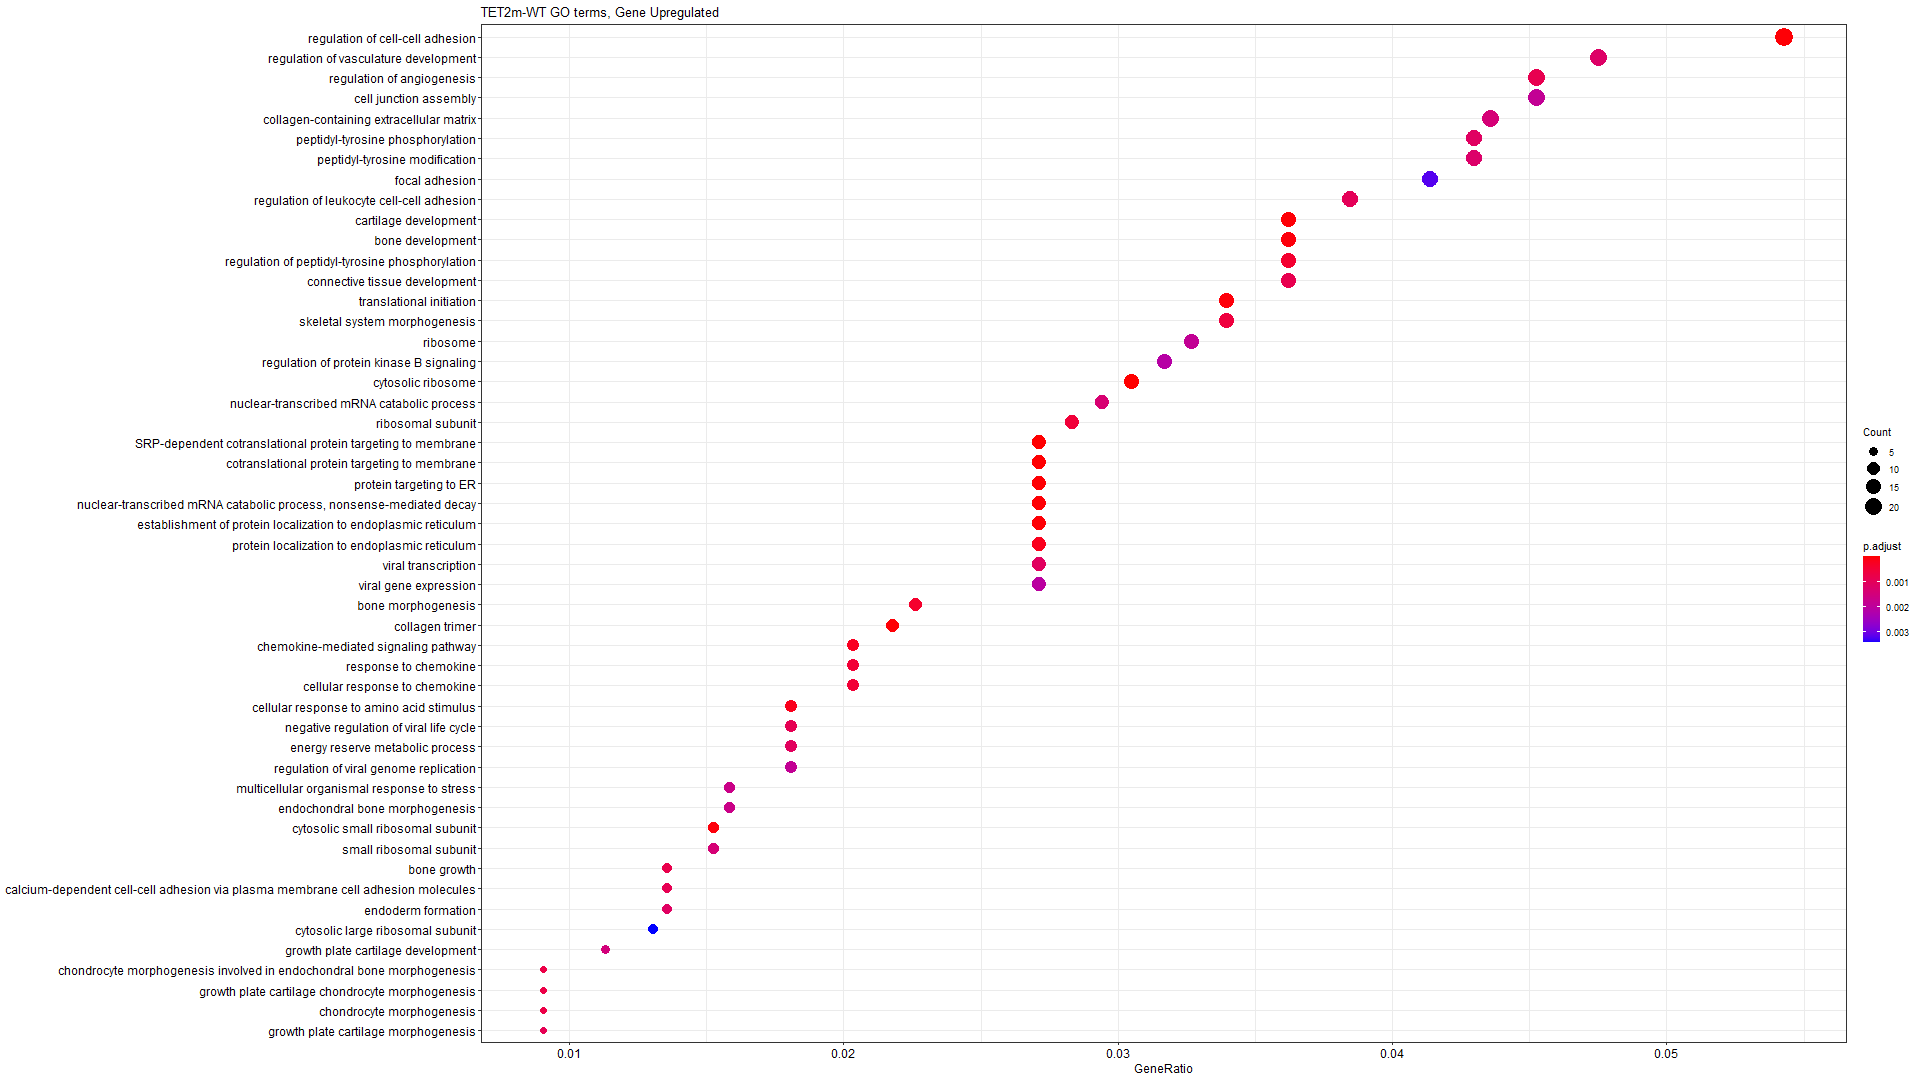 TET2m-WT GO terms, Gene Upregulated
regulation of cell-cell adhesion
regulation of vasculature development
regulation of angiogenesis
cell junction assembly
collagen-containing extracellular matrix
peptidyl-tyrosine phosphorylation
peptidyl-tyrosine modification
focal adhesion
regulation of leukocyte cell-cell adhesion
cartilage development
bone development
regulation of peptidyl-tyrosine phosphorylation
connective tissue development
translational initiation
skeletal system morphogenesis
ribosome
regulation of protein kinase B signaling
cytosolic ribosome
nuclear-transcribed mRNA catabolic process
ribosomal subunit
SRP-dependent cotranslational protein targeting to membrane
cotranslational protein targeting to membrane
protein targeting to ER
nuclear-transcribed mRNA catabolic process, nonsense-mediated decay
establishment of protein localization to endoplasmic reticulum
protein localization to endoplasmic reticulum
viral transcription
viral gene expression
bone morphogenesis
collagen trimer
chemokine-mediated signaling pathway
response to chemokine
cellular response to chemokine
cellular response to amino acid stimulus
negative regulation of viral life cycle
energy reserve metabolic process
regulation of viral genome replication
multicellular organismal response to stress
endochondral bone morphogenesis
cytosolic small ribosomal subunit
small ribosomal subunit
bone growth
calcium-dependent cell-cell adhesion via plasma membrane cell adhesion molecules
endoderm formation
cytosolic large ribosomal subunit
growth plate cartilage development
chondrocyte morphogenesis involved in endochondral bone morphogenesis
growth plate cartilage chondrocyte morphogenesis
chondrocyte morphogenesis
growth plate cartilage morphogenesis
0.01 0.02 0.03 0.04 0.05
GeneRatio
Count
5
10
15
20
p.adjust
0.001
0.002
0.003